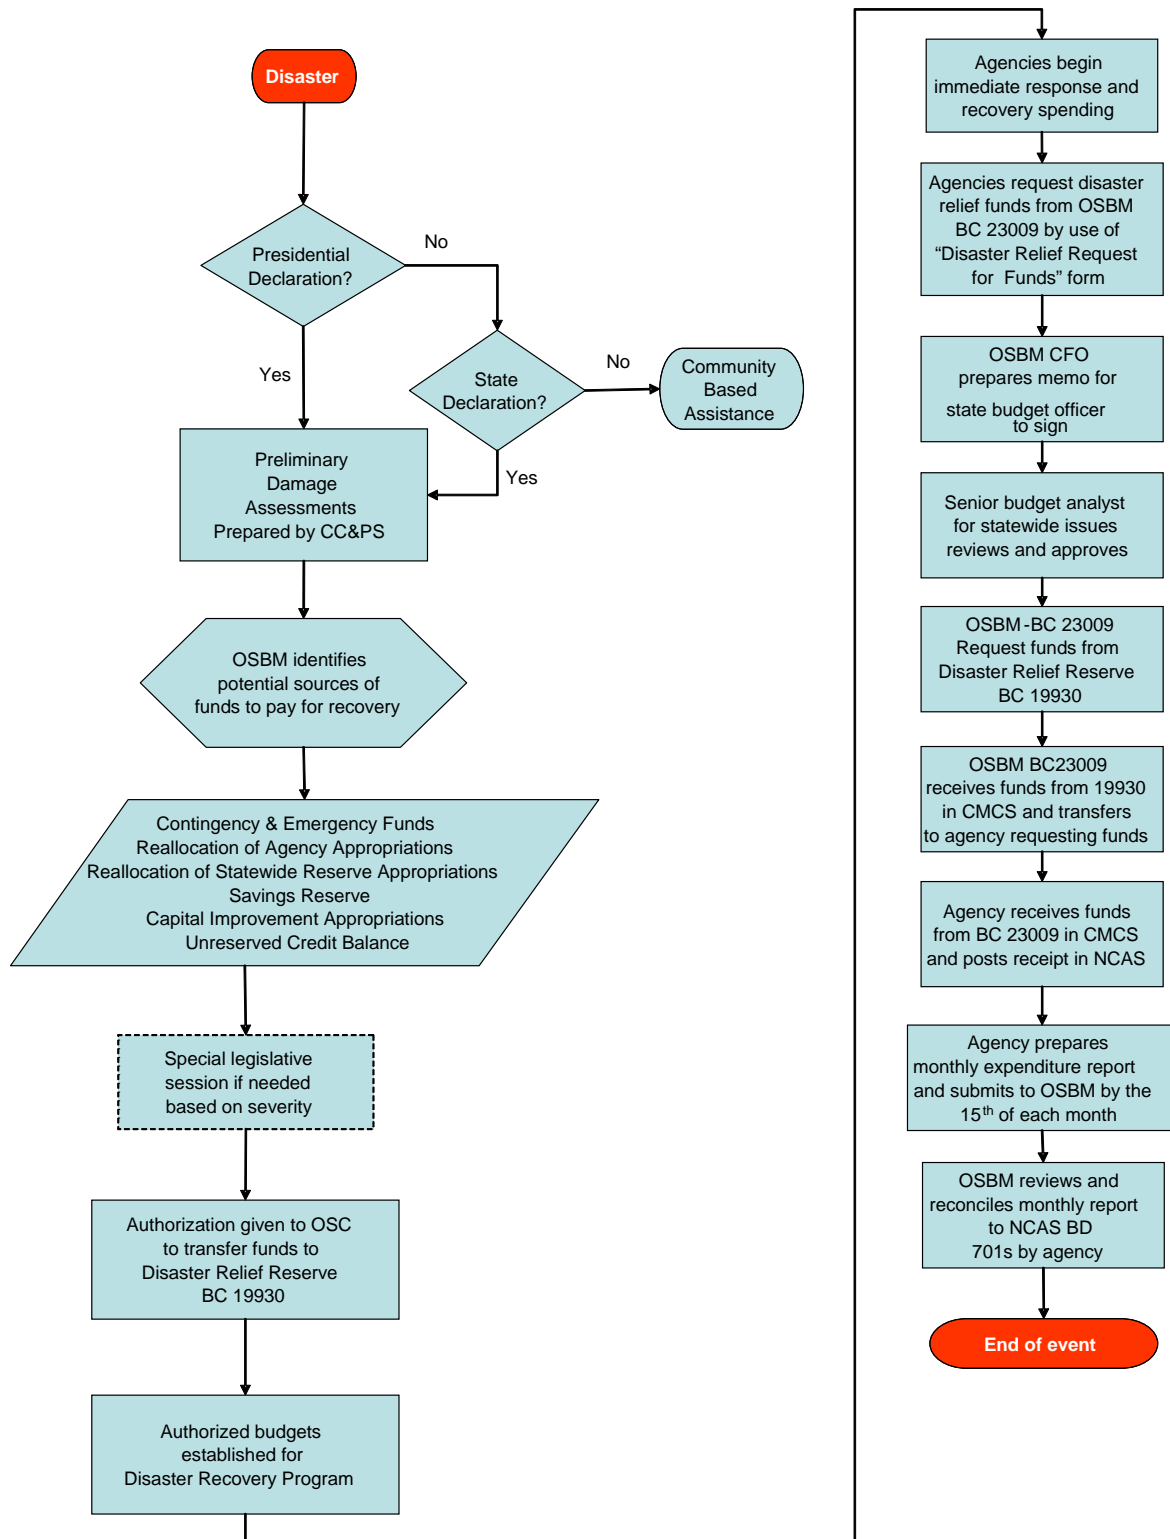 Disaster
Presidential
Declaration?
No
Yes
State
Declaration?
No
Community
Based
Assistance
Yes
Preliminary
Damage
Assessments
Prepared by CC&PS
OSBM identifies
potential sources of
funds to pay for recovery
Contingency & Emergency Funds
Reallocation of Agency Appropriations
Reallocation of Statewide Reserve Appropriations
Savings Reserve
Capital Improvement Appropriations
Unreserved Credit Balance
Special legislative
session if needed
based on severity
Authorization given to OSC
to transfer funds to
Disaster Relief Reserve
BC 19930
Authorized budgets
established for
Disaster Recovery Program
Agencies begin
immediate response and
recovery spending
Agencies request disaster
relief funds from OSBM
BC 23009 by use of
“Disaster Relief Request
for Funds” form
OSBM CFO
prepares memo for
state budget officer
to sign
Senior budget analyst
for statewide issues
reviews and approves
OSBM -BC 23009
Request funds from
Disaster Relief Reserve
BC 19930
OSBM BC23009
receives funds from 19930
in CMCS and transfers
to agency requesting funds
Agency receives funds
from BC 23009 in CMCS
and posts receipt in NCAS
Agency prepares
monthly expenditure report
and submits to OSBM by the
15th of each month
OSBM reviews and
reconciles monthly report
to NCAS BD
701s by agency
End of event